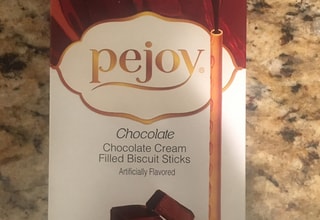 pejoy®
Chocolate
Chocolate Cream
Filled Biscuit Sticks
Artificially Flavored